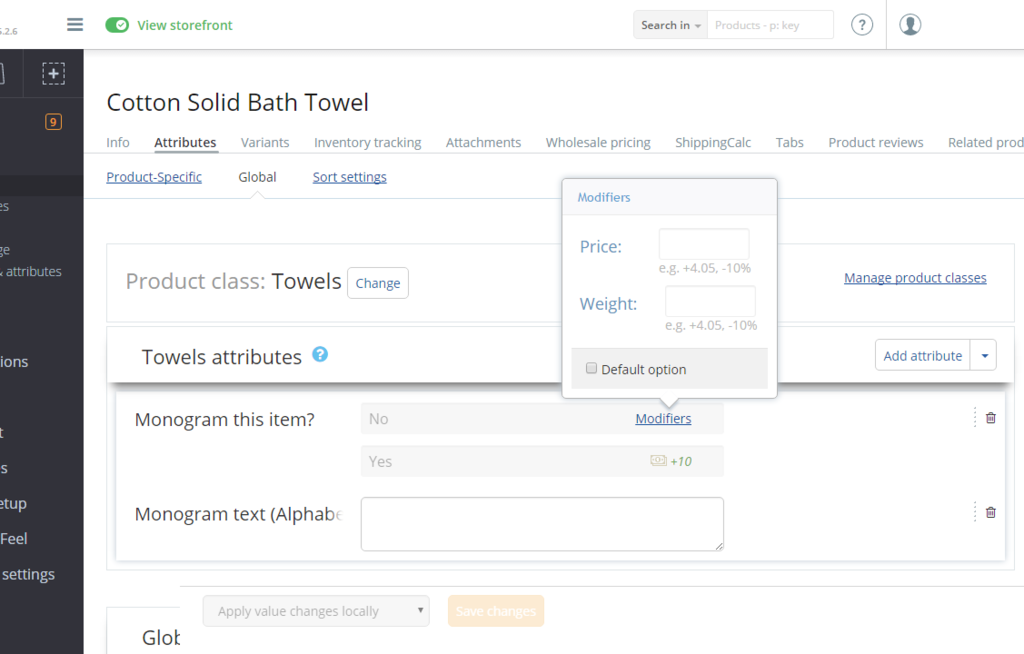 5.2.6
View storefront
Search in
Products - p: key
?
9
Cotton Solid Bath Towel
Info Attributes Variants Inventory tracking Attachments Wholesale pricing ShippingCalc Tabs Product reviews Related prod
Product-Specific Global Sort settings
es
ge
& attributes
ions
t
s
etup
Feel
settings
Modifiers
Price:
e.g. +4.05, -10%
Weight:
e.g. +4.05, -10%
Default option
Product class: Towels Change
Manage product classes
Towels attributes ?
Add attribute
Monogram this item?
No Modifiers
Yes +10
Monogram text (Alphabe
Apply value changes locally Save changes
Glob